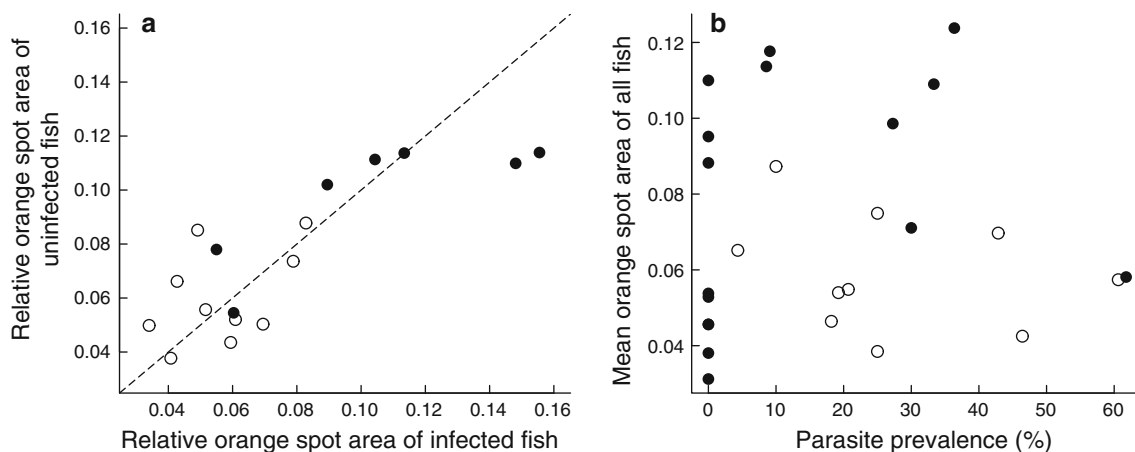 a
Relative orange spot area of
uninfected fish
0.16
0.14
0.12
0.10
0.08
0.06
0.04
0.04 0.06 0.08 0.10 0.12 0.14 0.16
Relative orange spot area of infected fish
b
Mean orange spot area of all fish
0.12
0.10
0.08
0.06
0.04
0 10 20 30 40 50 60
Parasite prevalence (%)